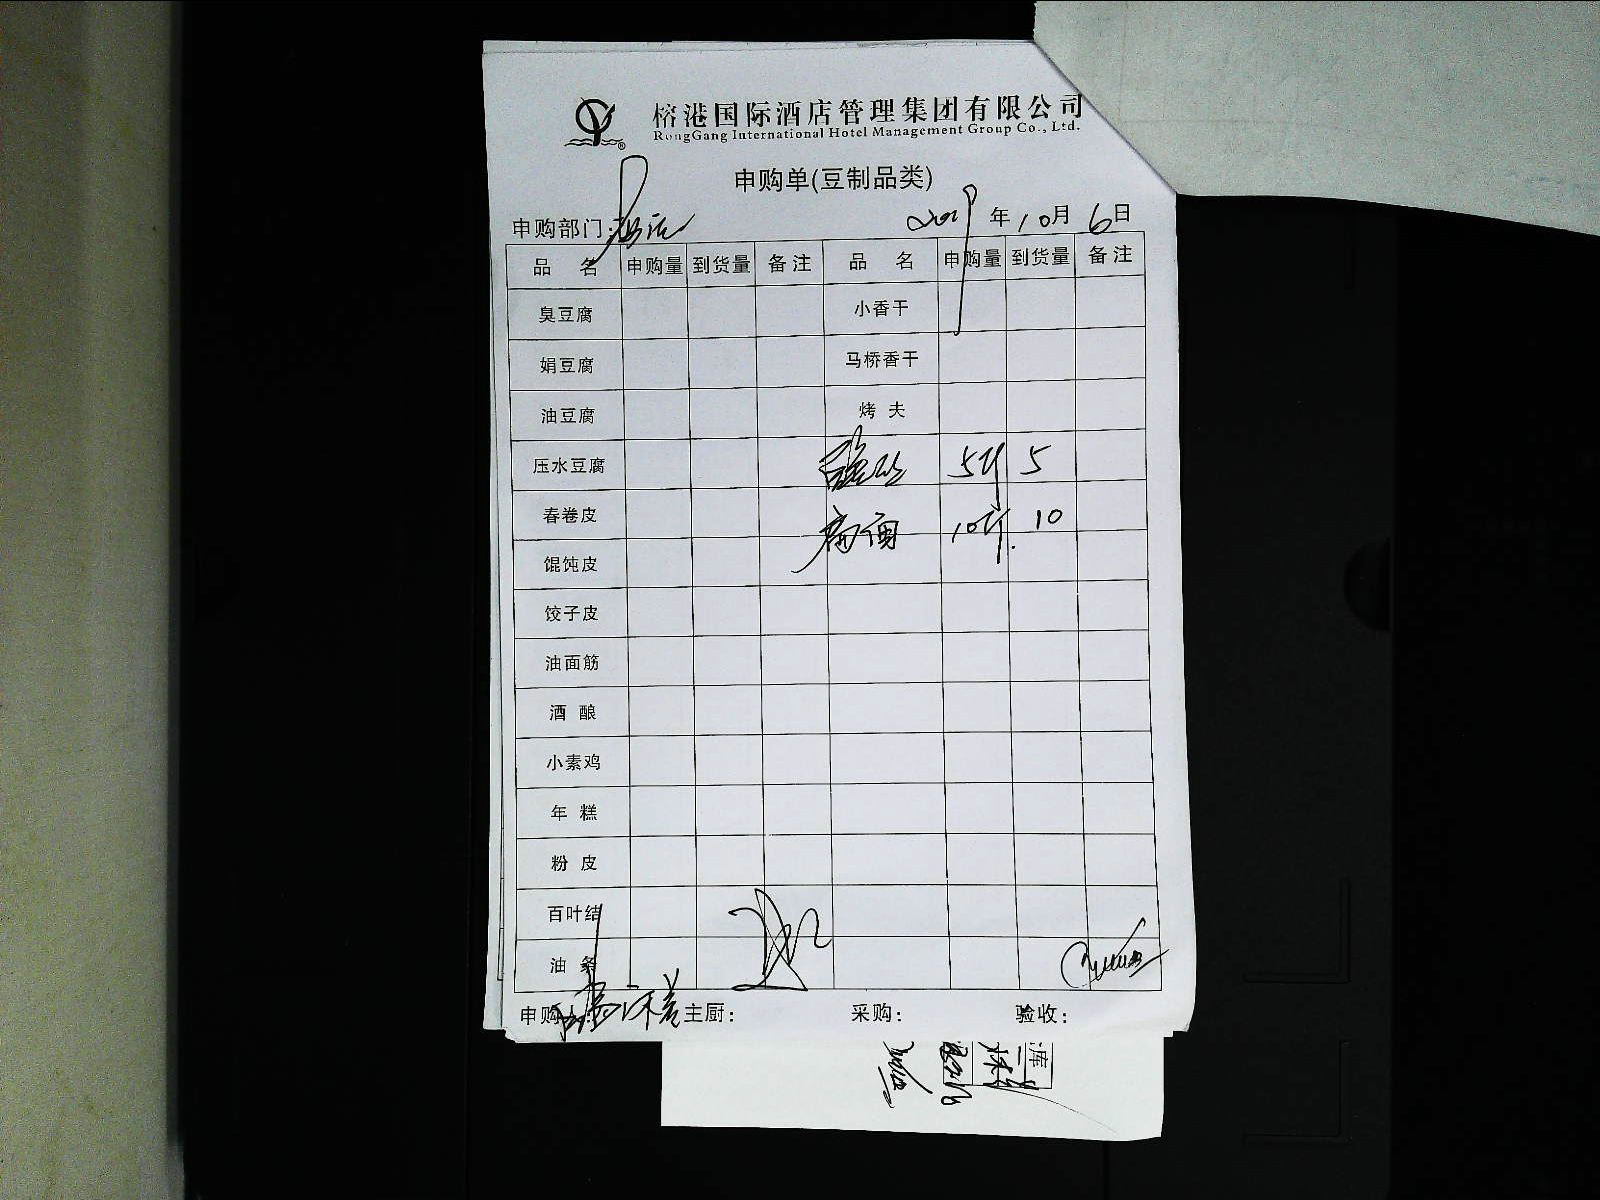 榕港国际酒店管理集团有限公司
RongGang International Hotel Management Group Co., Ltd.
®
申购单(豆制品类)
申购部门: 年10月6日
品 名 申购量 到货量 备注 品 名 申购量 到货量 备注
臭豆腐 小香干
娟豆腐 马桥香干
油豆腐 烤 夫
压水豆腐 5斤 5
春卷皮 10斤. 10
馄饨皮
饺子皮
油面筋
酒 酿
小素鸡
年 糕
粉 皮
百叶结
油 条
申购人: 主厨: 采购: 验收:
库